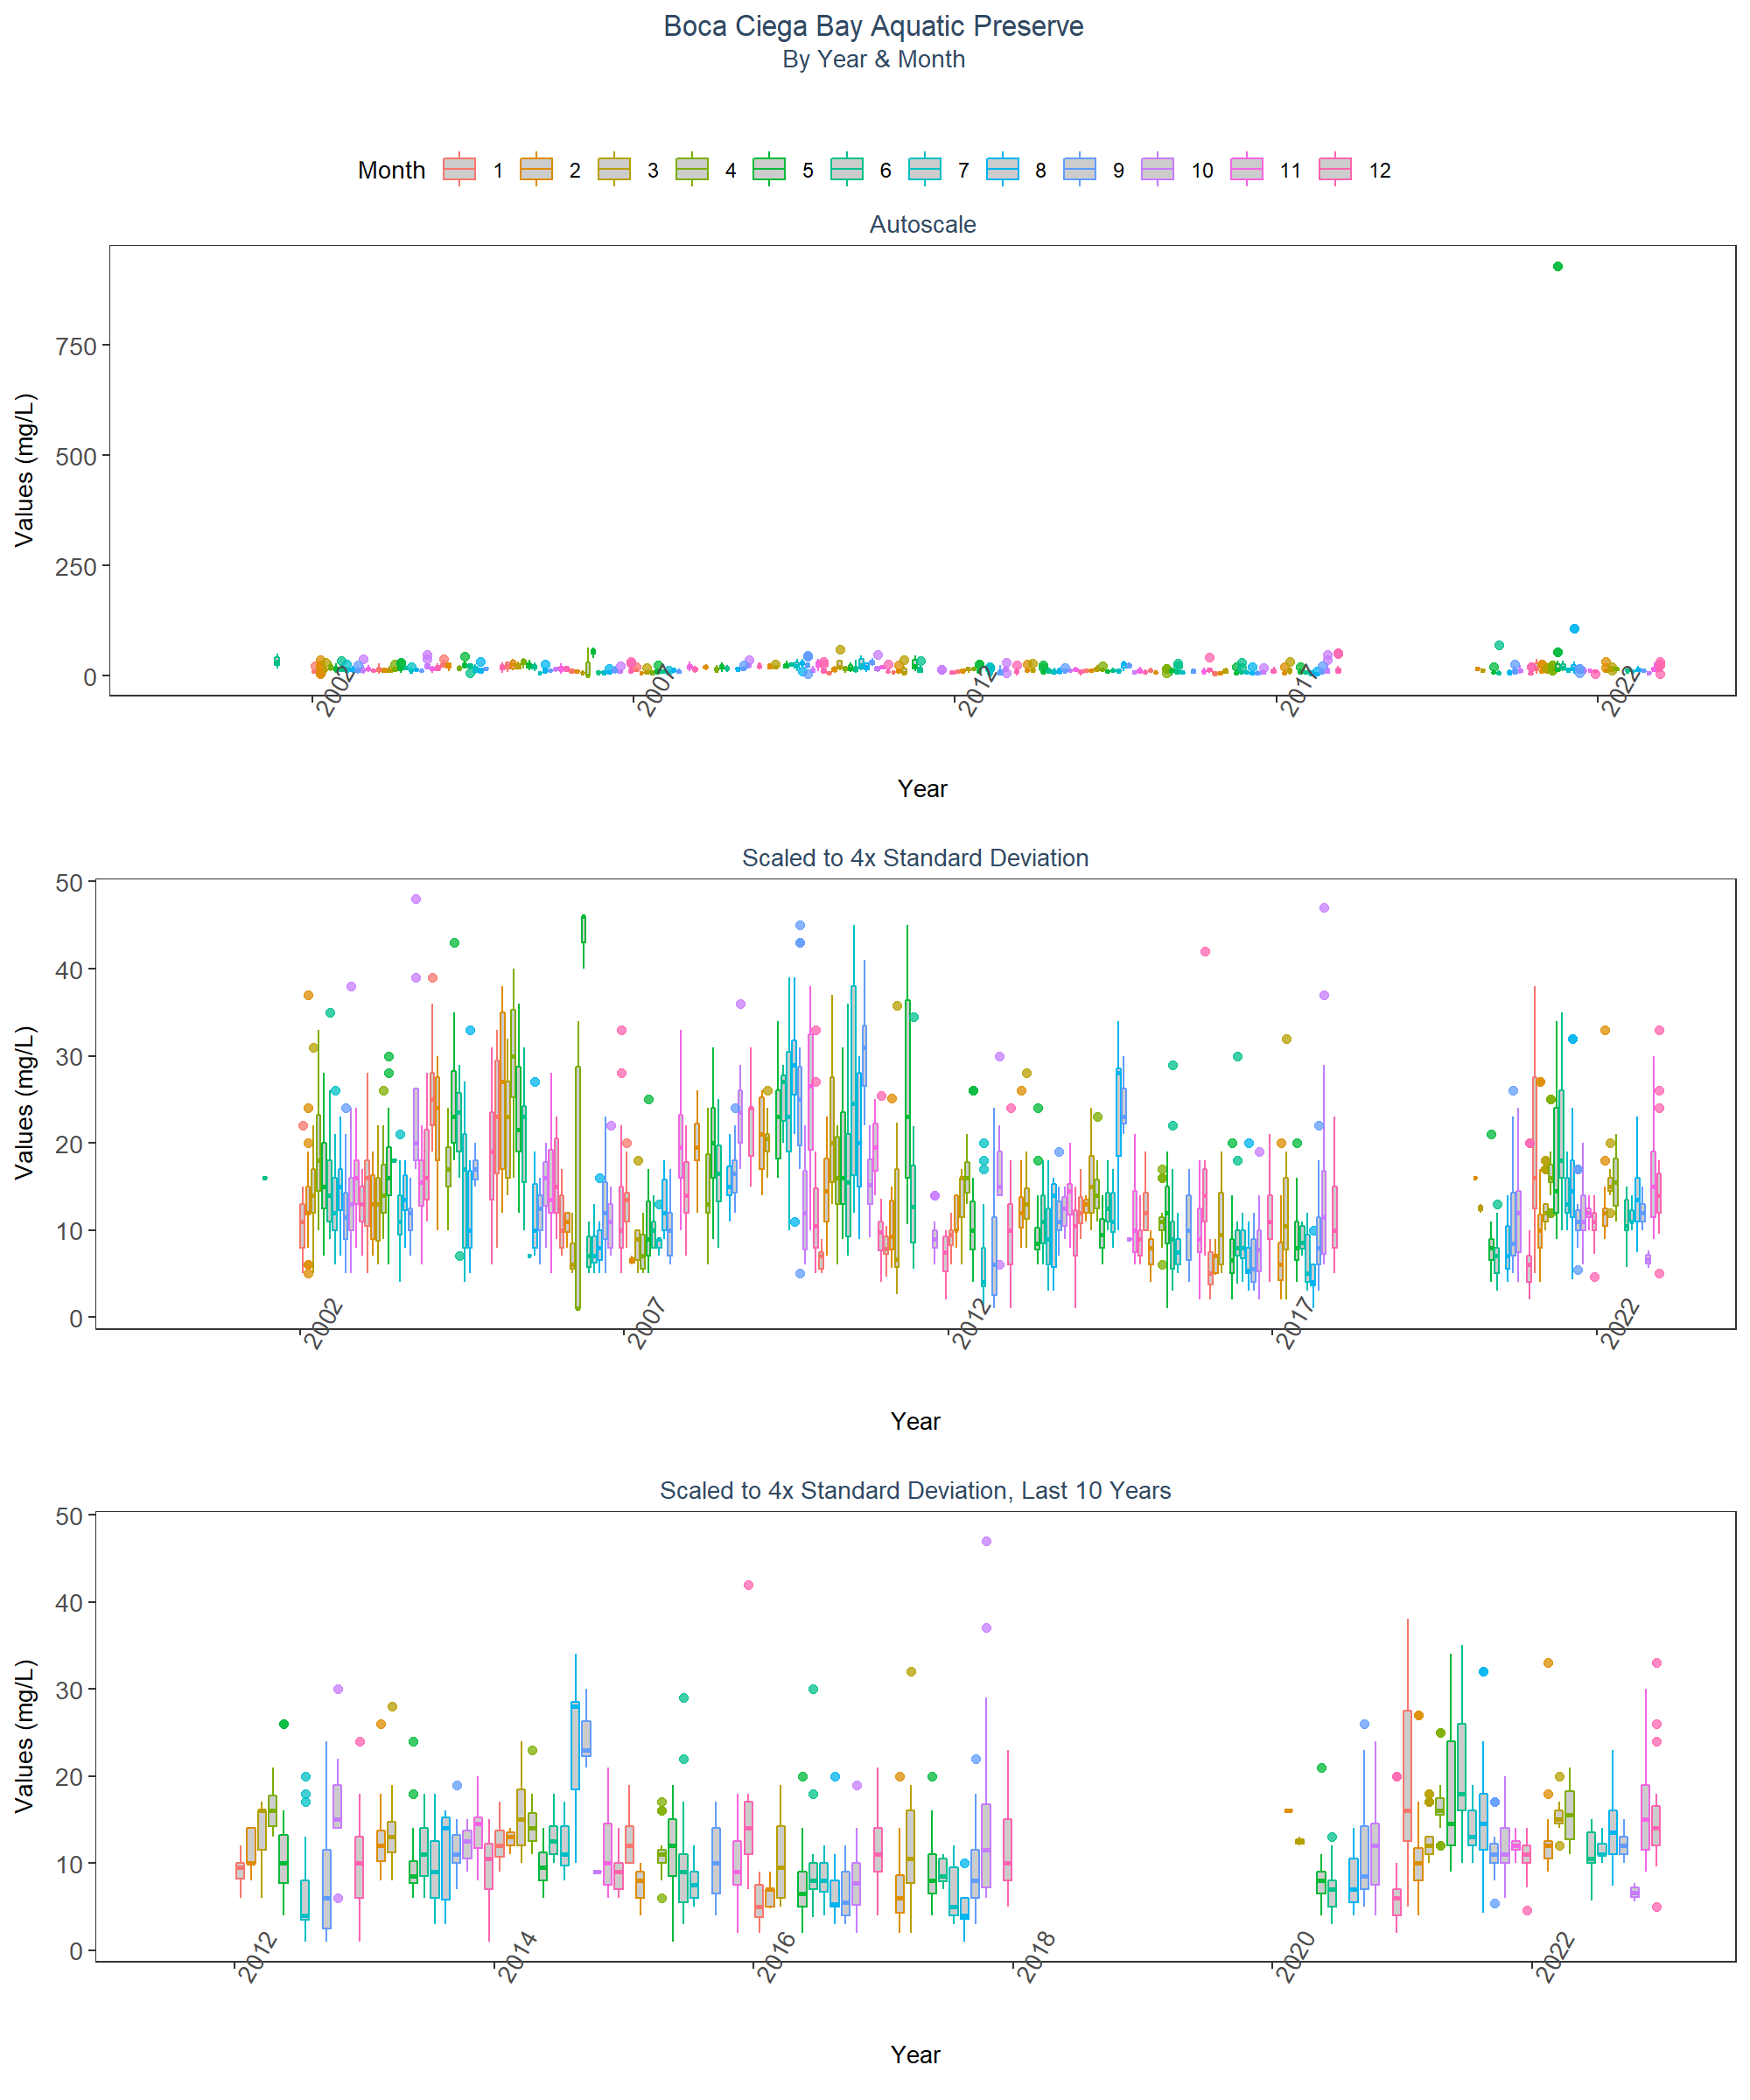 Boca Ciega Bay Aquatic Preserve
By Year & Month
Month 1 2 3 4 5 6 7 8 9 10 11 12
Autoscale
750
500
250
0
Values (mg/L)
2002 2007 2012 2017 2022
Year
Scaled to 4x Standard Deviation
50
40
30
20
10
0
Values (mg/L)
2002 2007 2012 2017 2022
Year
Scaled to 4x Standard Deviation, Last 10 Years
50
40
30
20
10
0
Values (mg/L)
2012 2014 2016 2018 2020 2022
Year